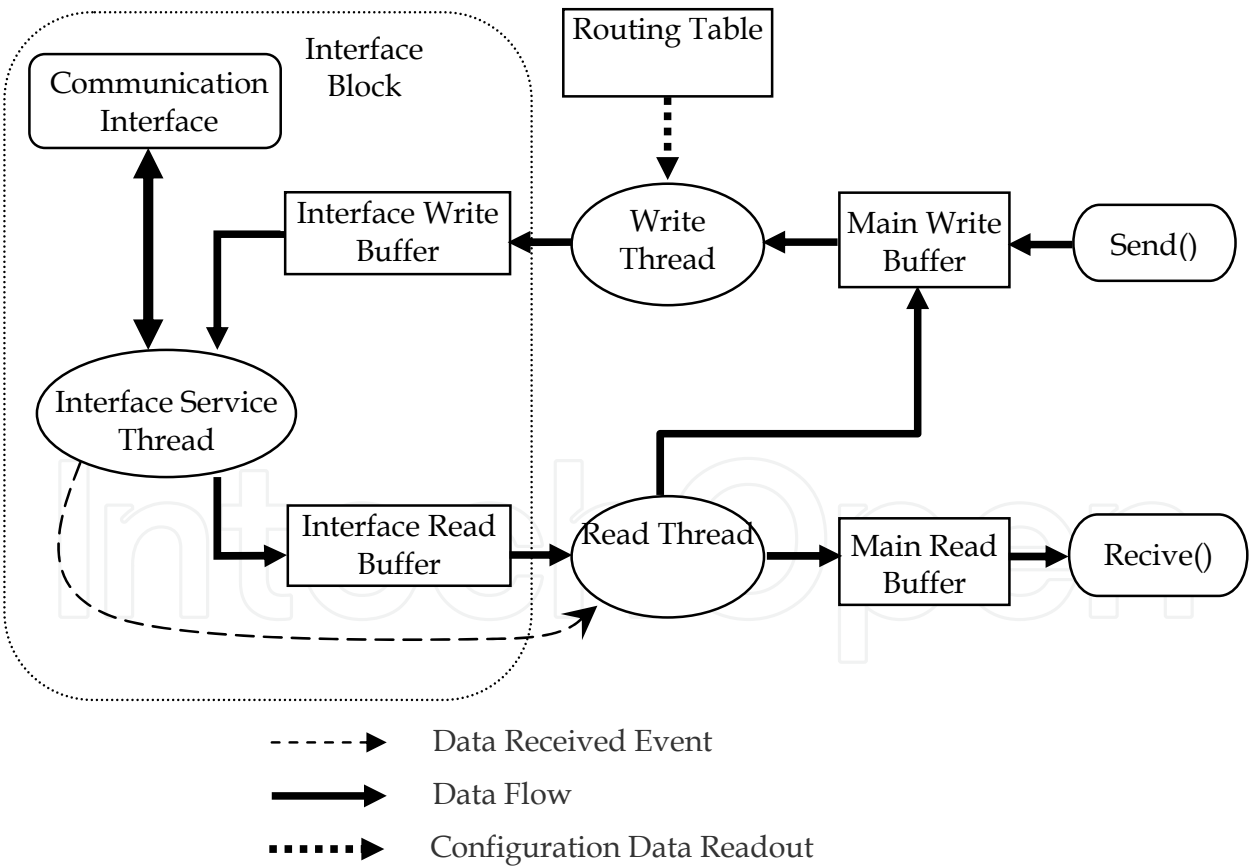 Interface
Block
Routing Table
Communication
Interface
Interface Write
Buffer
Write
Thread
Main Write
Buffer
Send()
Interface Service
Thread
Interface Read
Buffer
Read Thread
Main Read
Buffer
Recive()
IntechOpen
Data Received Event
Data Flow
Configuration Data Readout